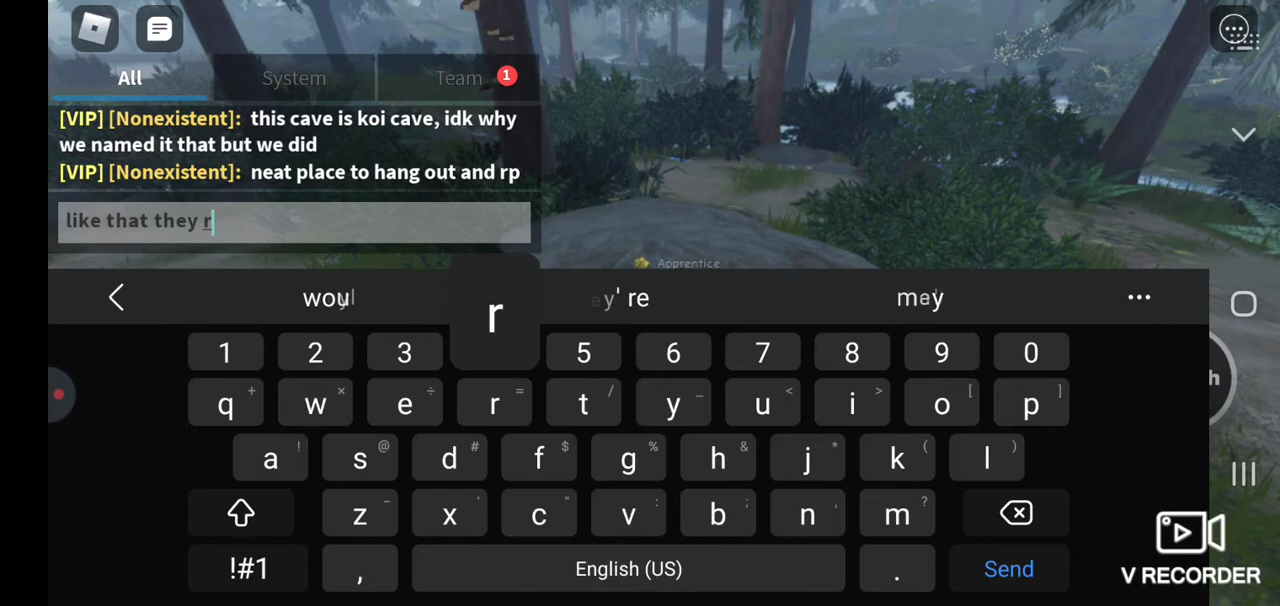 All
System
Team
1
[VIP] [Nonexistent]: this cave is koi cave, idk why
we named it that but we did
[VIP] [Nonexistent]: neat place to hang out and rp
like that they r
Apprentice
may
r
1 2 3 5 6 7 8 9 0
q + w × e ÷ r = t / y _ u < i > o [ p ]
a ! s @ d # f $ g % h & j * k ( l )
z - x ' c " v : b ; n , m ?
!#1 , English (US) . Send
h
V RECORDER